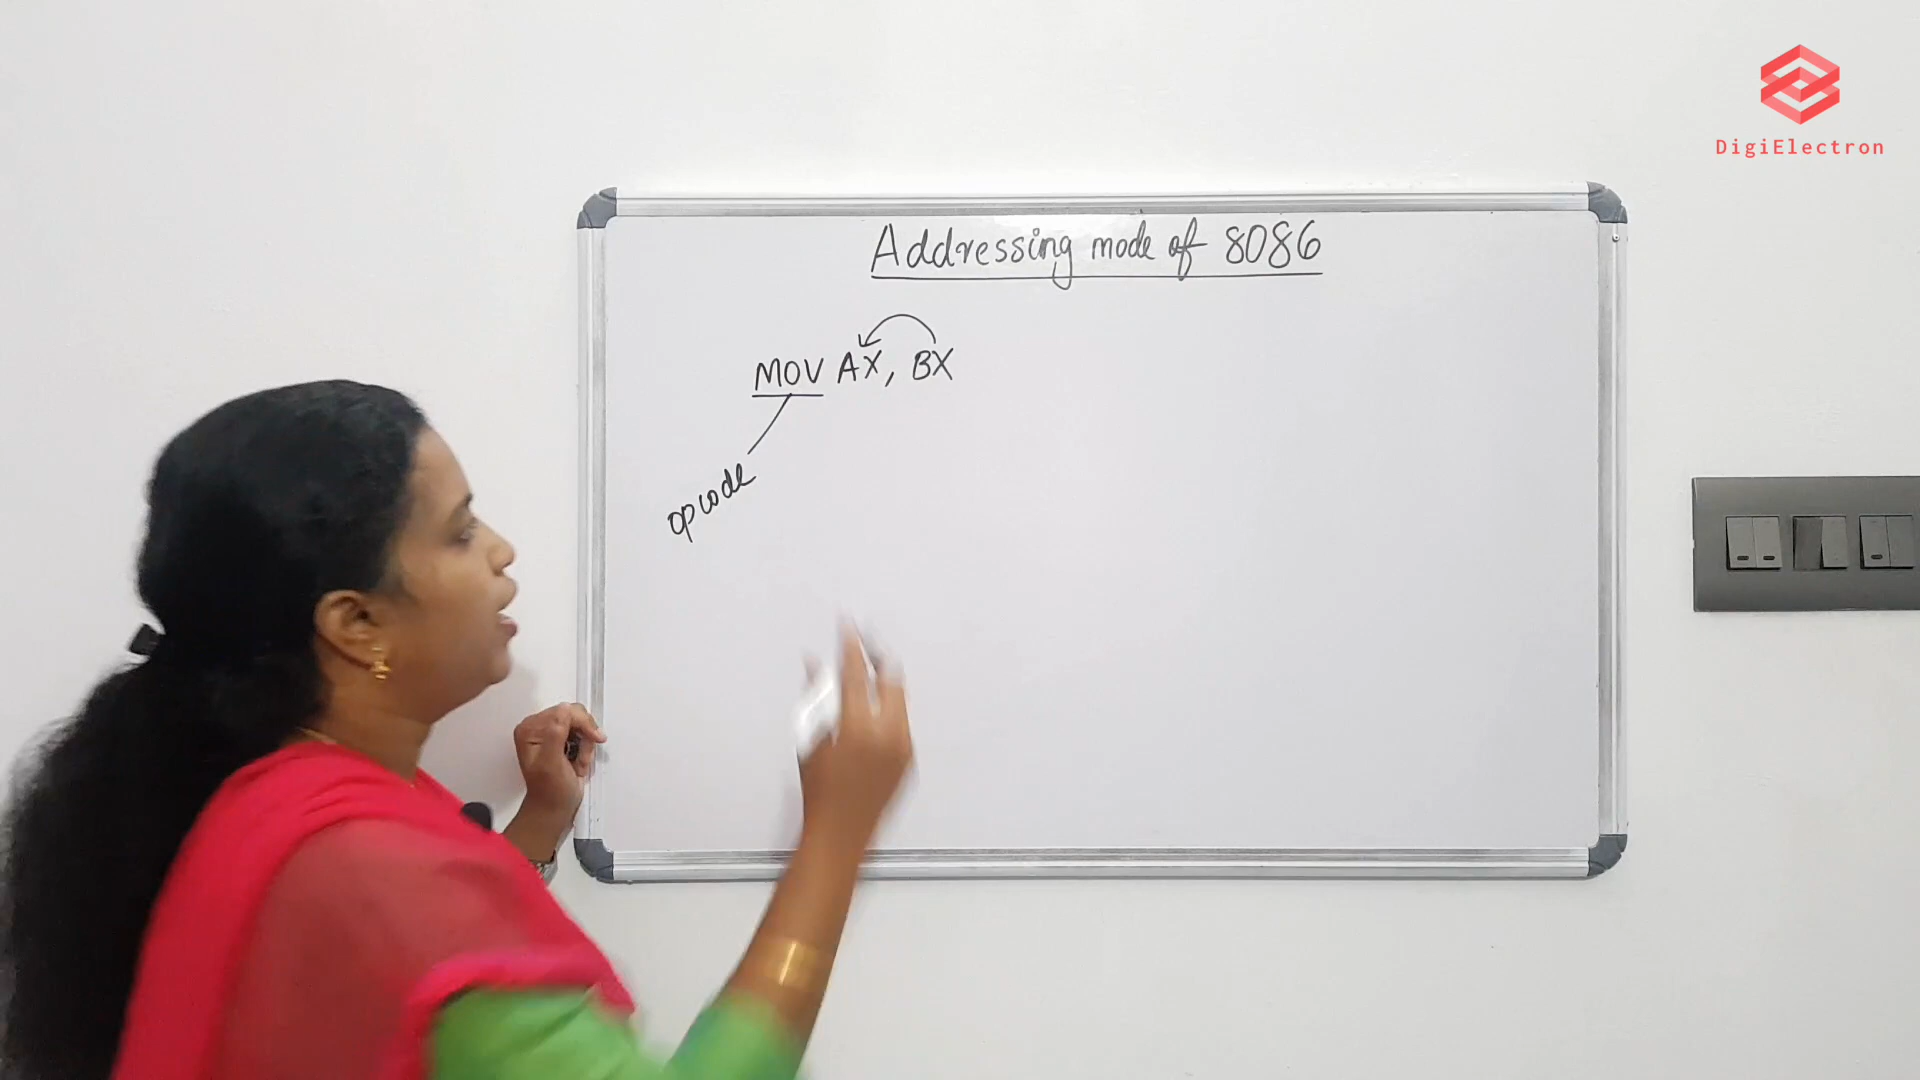 DigiElectron
Addressing mode of 8086
MOV AX, BX
opcode